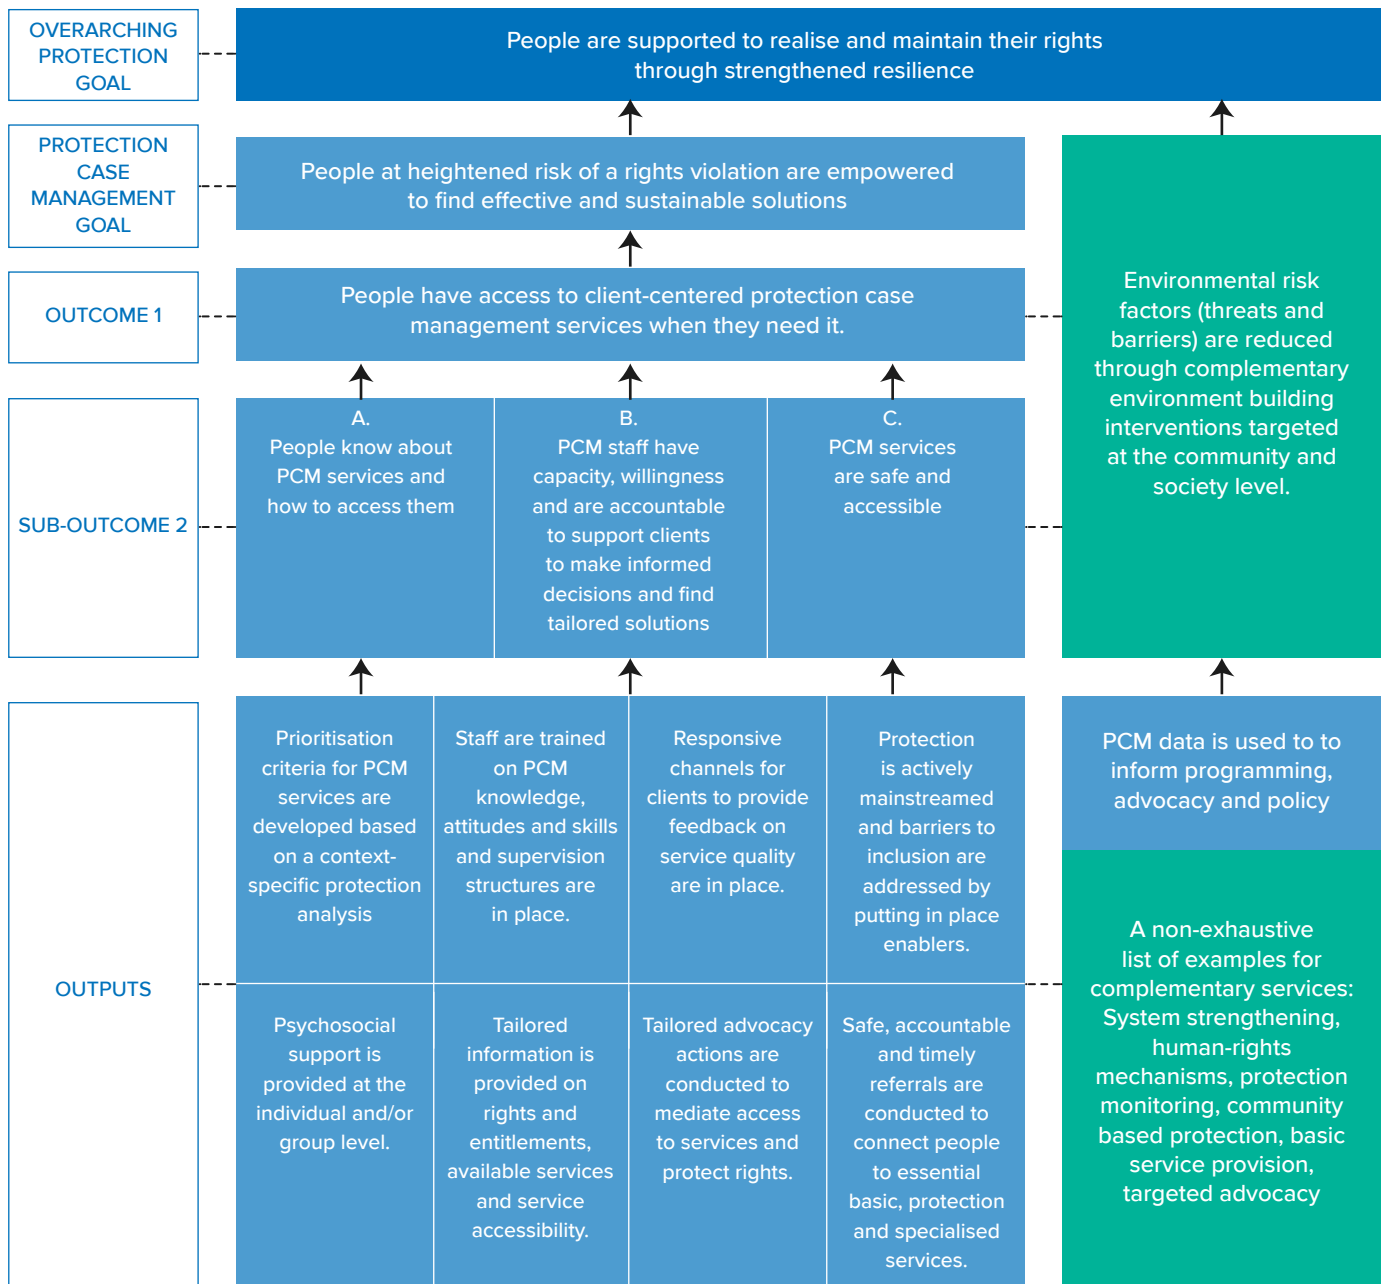 OVERARCHING
PROTECTION
GOAL
People are supported to realise and maintain their rights
through strengthened resilience
PROTECTION
CASE
MANAGEMENT
GOAL
People at heightened risk of a rights violation are empowered
to find effective and sustainable solutions
OUTCOME 1
People have access to client-centered protection case
management services when they need it.
Environmental risk
factors (threats and
barriers) are reduced
through complementary
environment building
interventions targeted
at the community and
society level.
SUB-OUTCOME 2
A.
People know about
PCM services and
how to access them
B.
PCM staff have
capacity, willingness
and are accountable
to support clients
to make informed
decisions and find
tailored solutions
C.
PCM services
are safe and
accessible
OUTPUTS
Prioritisation
criteria for PCM
services are
developed based
on a context-
specific protection
analysis
Staff are trained
on PCM
knowledge,
attitudes and skills
and supervision
structures are
in place.
Responsive
channels for
clients to provide
feedback on
service quality
are in place.
Protection
is actively
mainstreamed
and barriers to
inclusion are
addressed by
putting in place
enablers.
PCM data is used to to
inform programming,
advocacy and policy
Psychosocial
support is
provided at the
individual and/or
group level.
Tailored
information is
provided on
rights and
entitlements,
available services
and service
accessibility.
Tailored advocacy
actions are
conducted to
mediate access
to services and
protect rights.
Safe, accountable
and timely
referrals are
conducted to
connect people
to essential
basic, protection
and specialised
services.
A non-exhaustive
list of examples for
complementary services:
System strengthening,
human-rights
mechanisms, protection
monitoring, community
based protection, basic
service provision,
targeted advocacy